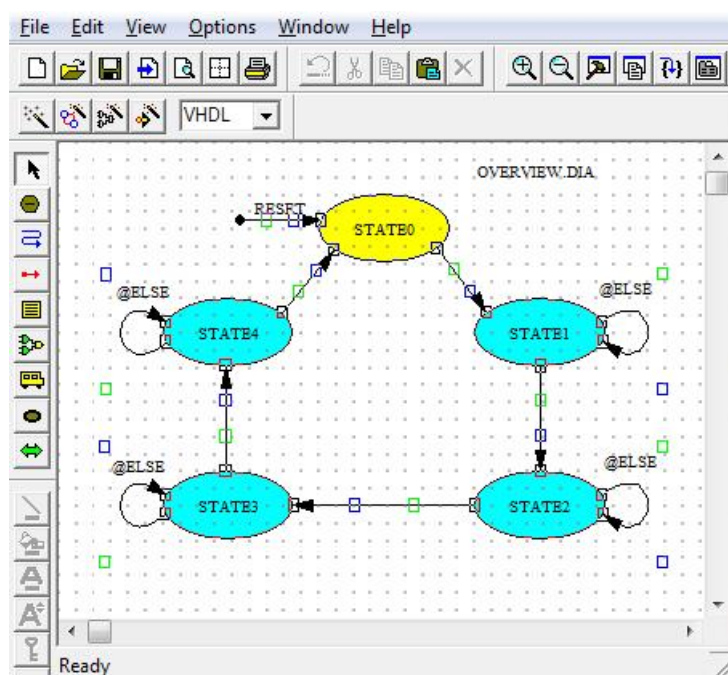 File Edit View Options Window Help
VHDL
OVERVIEW.DIA
RESET
STATE0
@ELSE
@ELSE
STATE4
STATE1
@ELSE
@ELSE
STATE3
STATE2
Ready